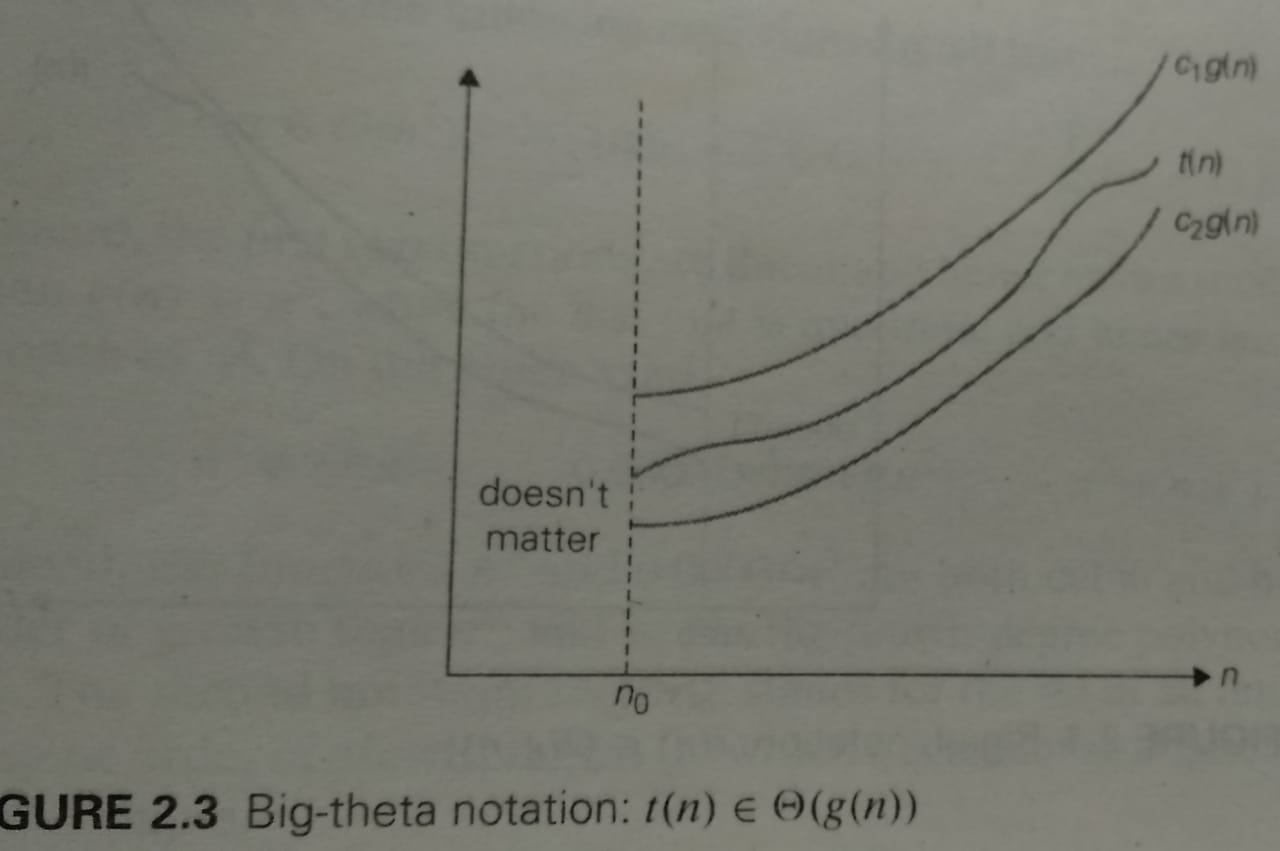 c₁g(n)
t(n)
c₂g(n)
doesn't
matter
n
n₀
GURE 2.3 Big-theta notation: t(n) ∈ Θ(g(n))